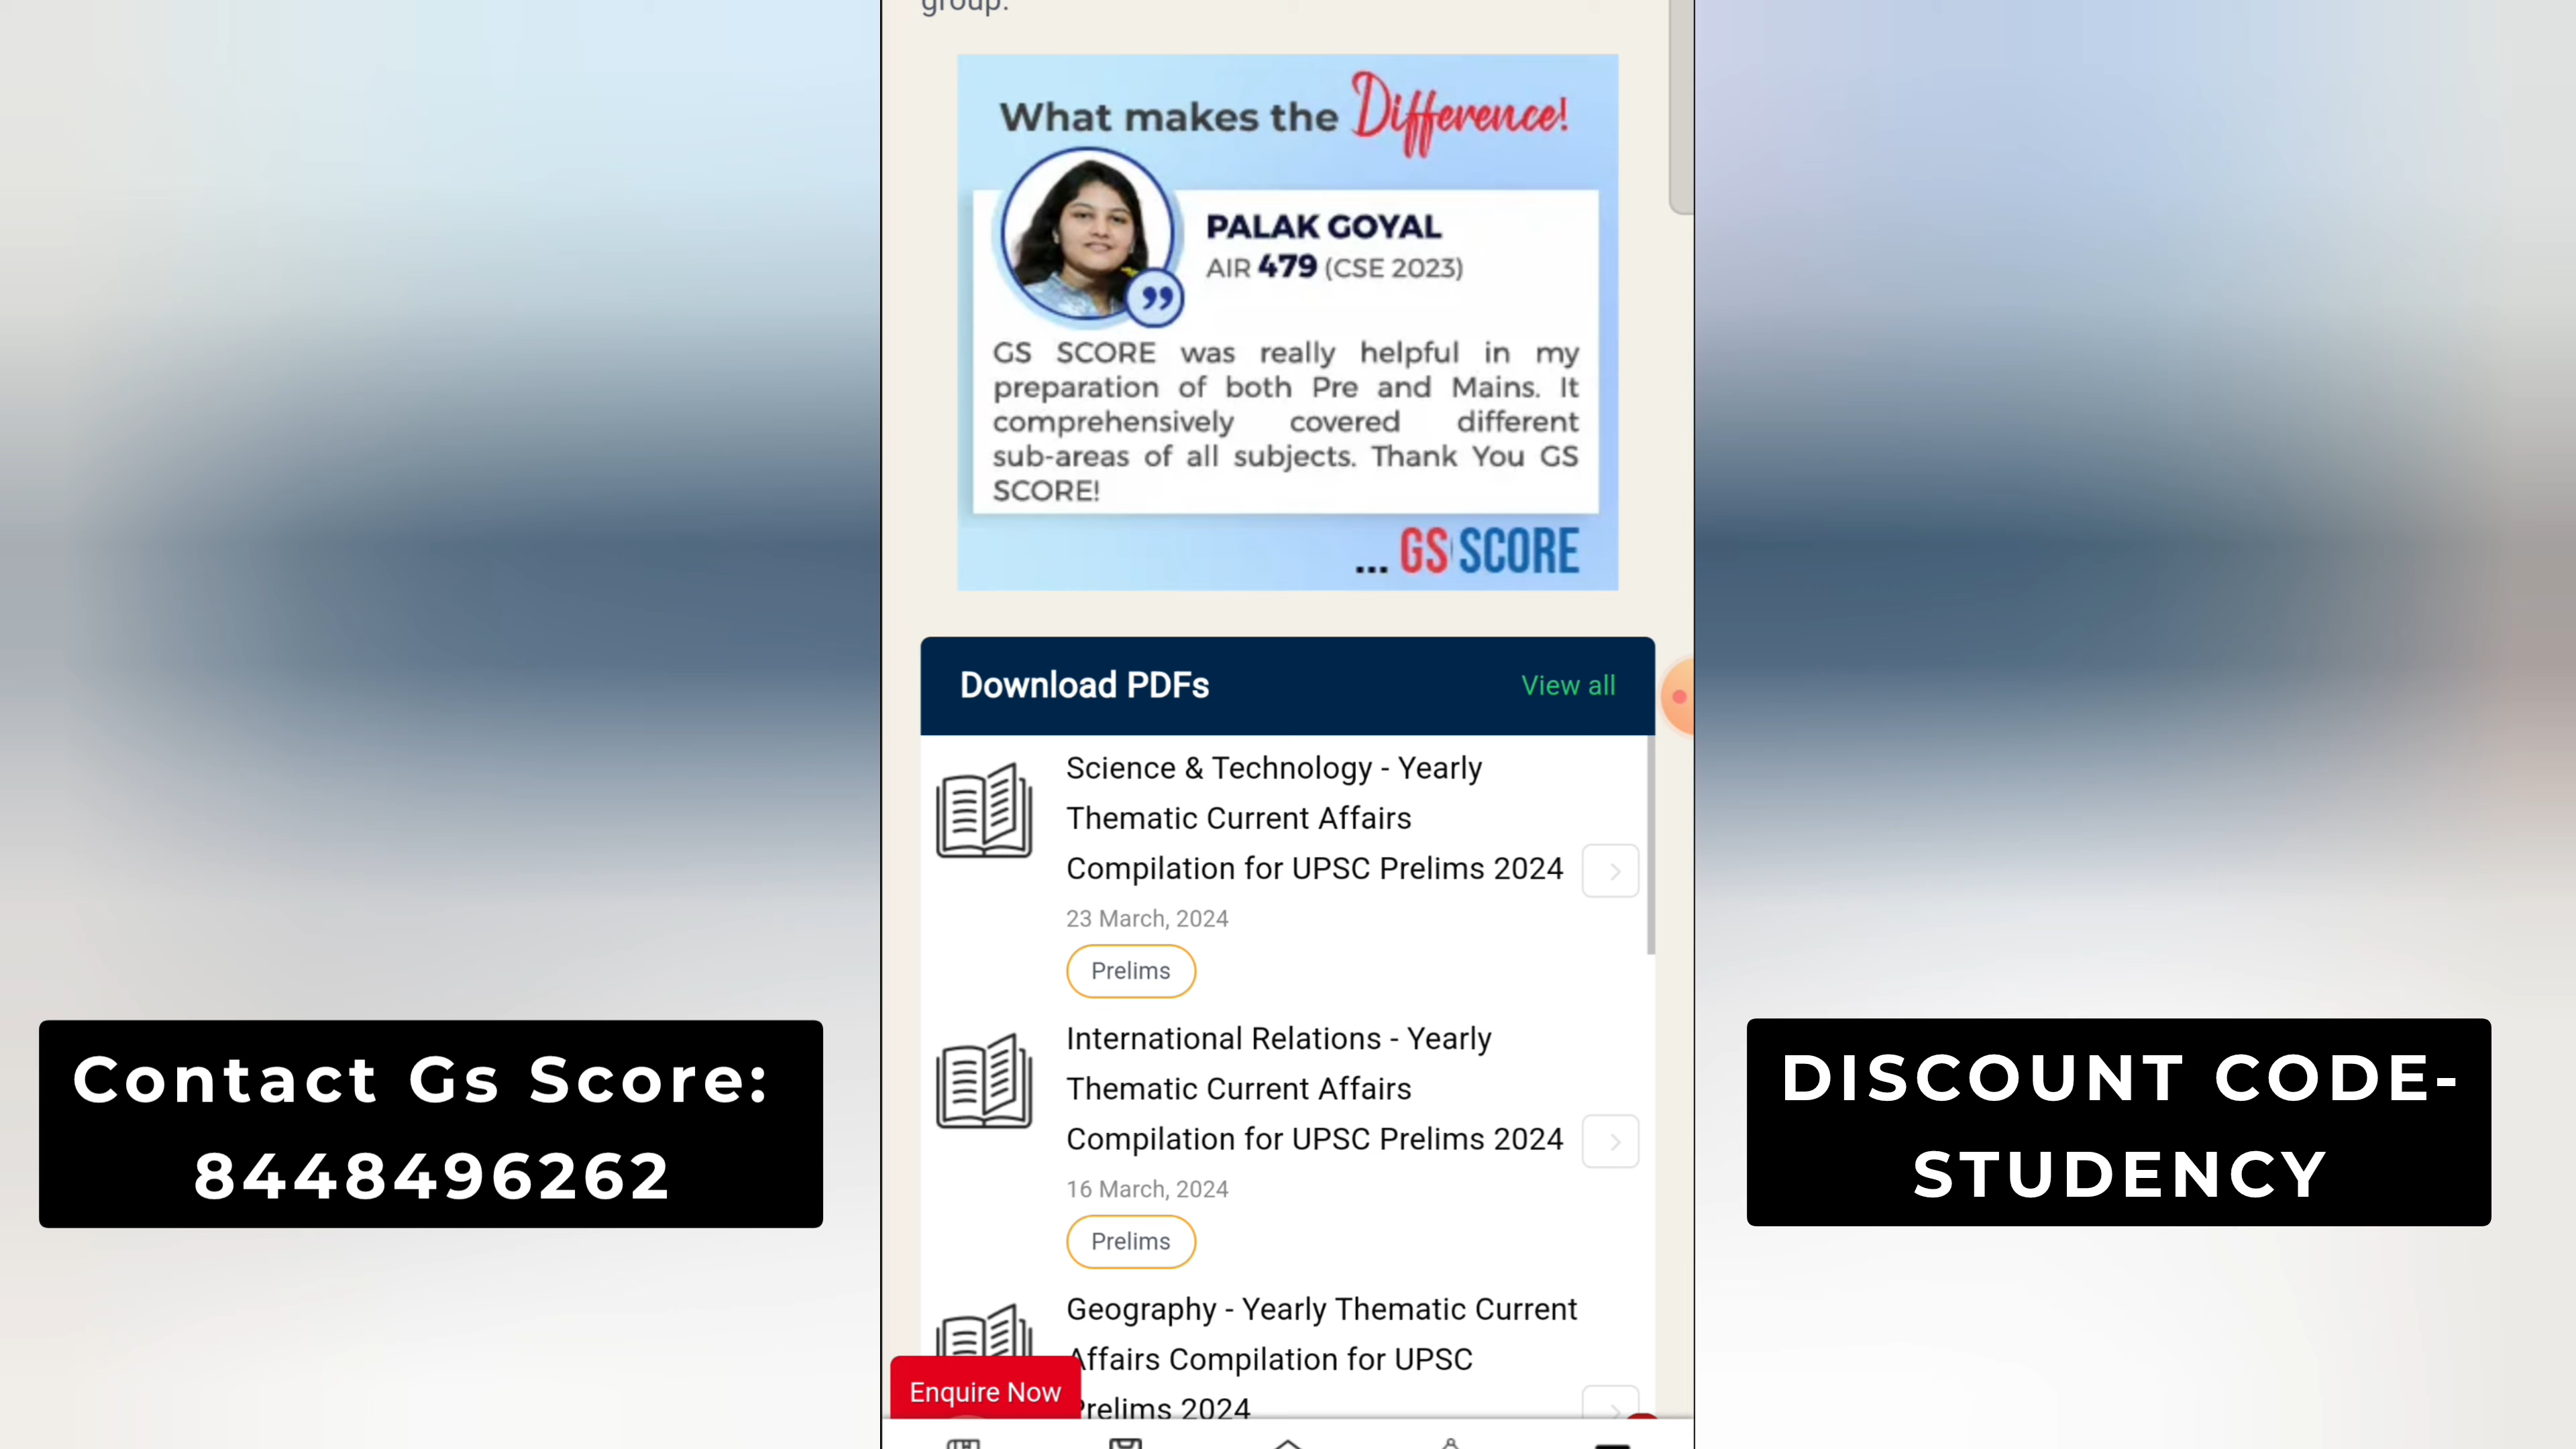 group.
What makes the Difference!
PALAK GOYAL
AIR 479 (CSE 2023)
GS SCORE was really helpful in my
preparation of both Pre and Mains. It
comprehensively covered different
sub-areas of all subjects. Thank You GS
SCORE!
... GS SCORE
Download PDFs
View all
Science & Technology - Yearly
Thematic Current Affairs
Compilation for UPSC Prelims 2024
23 March, 2024
Prelims
International Relations - Yearly
Thematic Current Affairs
Compilation for UPSC Prelims 2024
16 March, 2024
Prelims
Geography - Yearly Thematic Current
Affairs Compilation for UPSC
Prelims 2024
Enquire Now
Contact Gs Score:
8448496262
DISCOUNT CODE-
STUDENCY